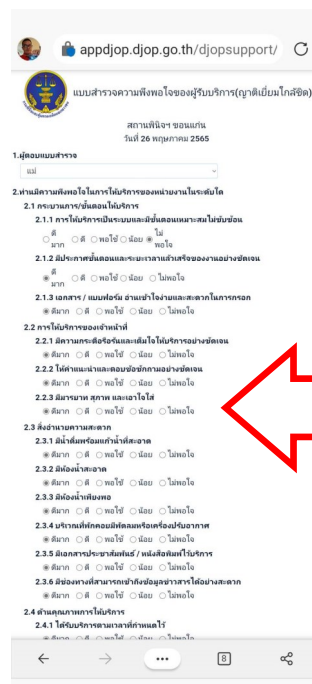 appdjop.djop.go.th/djopsupport/
แบบสำรวจความพึงพอใจของผู้รับบริการ(ญาติเยี่ยมใกล้ชิด)
สถานพินิจฯ ขอนแก่น
วันที่ 26 พฤษภาคม 2565
1.ผู้ตอบแบบสำรวจ
แม่
2.ท่านมีความพึงพอใจในการให้บริการของหน่วยงานในระดับใด
2.1 กระบวนการ/ขั้นตอนให้บริการ
2.1.1 การให้บริการเป็นระบบและมีขั้นตอนเหมาะสมไม่ซับซ้อน
ดีมาก ดี พอใช้ น้อย ไม่พอใจ
2.1.2 มีประกาศขั้นตอนและระยะเวลาแล้วเสร็จของงานอย่างชัดเจน
ดีมาก ดี พอใช้ น้อย ไม่พอใจ
2.1.3 เอกสาร / แบบฟอร์ม อ่านเข้าใจง่ายและสะดวกในการกรอก
ดีมาก ดี พอใช้ น้อย ไม่พอใจ
2.2 การให้บริการของเจ้าหน้าที่
2.2.1 มีความกระตือรือร้นและเต็มใจให้บริการอย่างชัดเจน
ดีมาก ดี พอใช้ น้อย ไม่พอใจ
2.2.2 ให้คำแนะนำและตอบข้อซักถามอย่างชัดเจน
ดีมาก ดี พอใช้ น้อย ไม่พอใจ
2.2.3 มีมารยาท สุภาพ และเอาใจใส่
ดีมาก ดี พอใช้ น้อย ไม่พอใจ
2.3 สิ่งอำนวยความสะดวก
2.3.1 มีน้ำดื่มพร้อมแก้วน้ำที่สะอาด
ดีมาก ดี พอใช้ น้อย ไม่พอใจ
2.3.2 มีห้องน้ำสะอาด
ดีมาก ดี พอใช้ น้อย ไม่พอใจ
2.3.3 มีห้องน้ำเพียงพอ
ดีมาก ดี พอใช้ น้อย ไม่พอใจ
2.3.4 บริเวณที่พักคอยมีพัดลมหรือเครื่องปรับอากาศ
ดีมาก ดี พอใช้ น้อย ไม่พอใจ
2.3.5 มีเอกสารประชาสัมพันธ์ / หนังสือพิมพ์ไว้บริการ
ดีมาก ดี พอใช้ น้อย ไม่พอใจ
2.3.6 มีช่องทางที่สามารถเข้าถึงข้อมูลข่าวสารได้อย่างสะดวก
ดีมาก ดี พอใช้ น้อย ไม่พอใจ
2.4 ด้านคุณภาพการให้บริการ
2.4.1 ได้รับบริการตามเวลาที่กำหนดไว้
ดีมาก ดี พอใช้ น้อย ไม่พอใจ
8